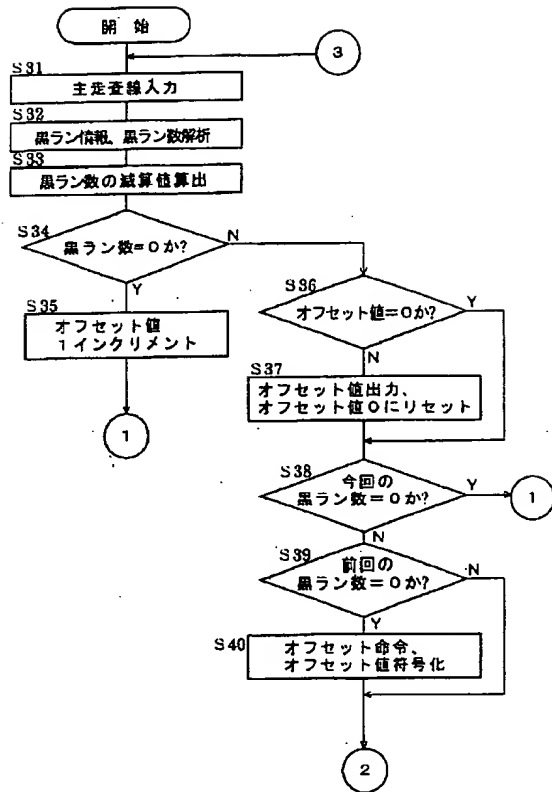 開始
3
S31
主走査線入力
S32
黒ラン情報、黒ラン数解析
S33
黒ラン数の減算値算出
S34
黒ラン数=0か?
N
Y
S35
オフセット値
1インクリメント
1
S36
オフセット値=0か?
Y
N
S37
オフセット値出力、
オフセット値0にリセット
S38
今回の
黒ラン数=0か?
Y
1
N
S39
前回の
黒ラン数=0か?
N
Y
S40
オフセット命令、
オフセット値符号化
2